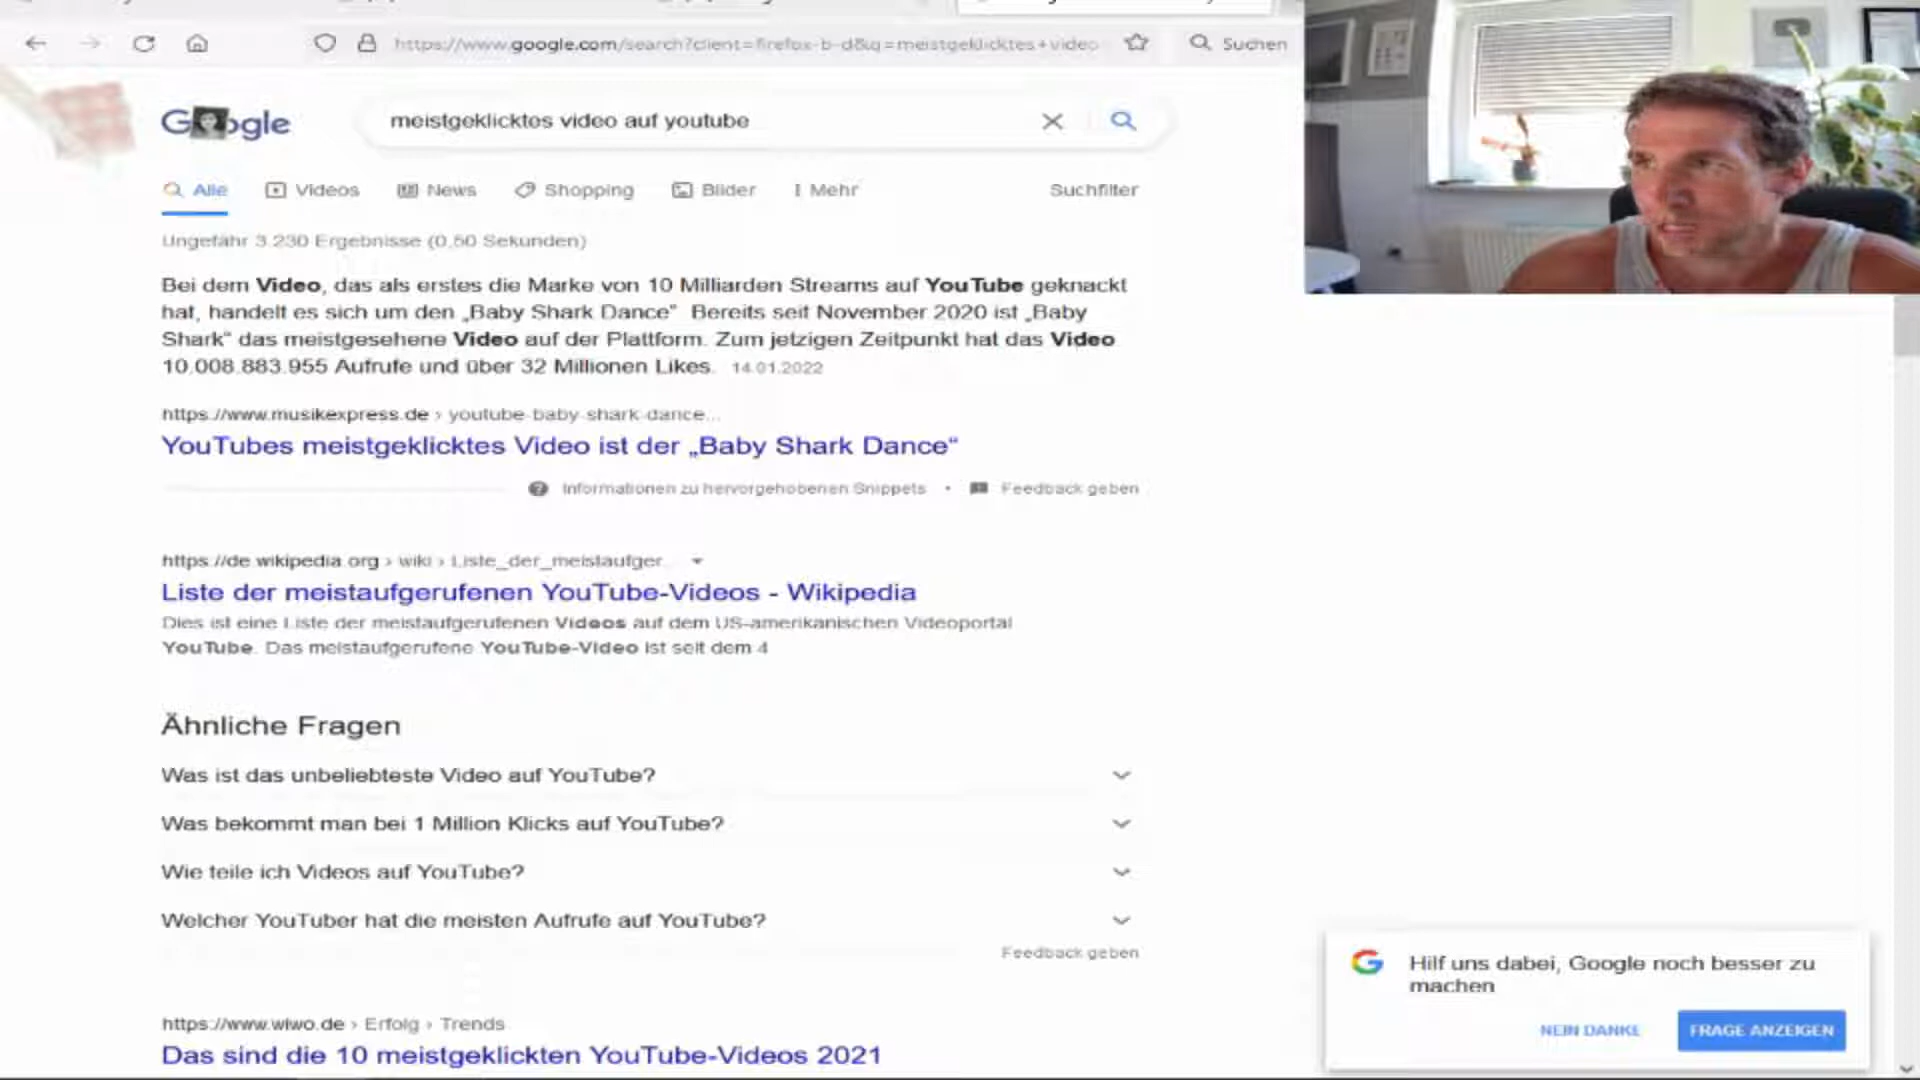 https://www.google.com/search?client=firefox-b-d&q=meistgeklicktes+video
Suchen
Google
meistgeklicktes video auf youtube
Alle Videos News Shopping Bilder Mehr Suchfilter
Ungefähr 3.230 Ergebnisse (0,50 Sekunden)
Bei dem Video, das als erstes die Marke von 10 Milliarden Streams auf YouTube geknackt
hat, handelt es sich um den „Baby Shark Dance“ Bereits seit November 2020 ist „Baby
Shark“ das meistgesehene Video auf der Plattform. Zum jetzigen Zeitpunkt hat das Video
10.008.883.955 Aufrufe und über 32 Millionen Likes. 14.01.2022
https://www.musikexpress.de › youtube-baby-shark-dance...
YouTubes meistgeklicktes Video ist der „Baby Shark Dance“
Informationen zu hervorgehobenen Snippets • Feedback geben
https://de.wikipedia.org › wiki › Liste_der_meistaufger...
Liste der meistaufgerufenen YouTube-Videos - Wikipedia
Dies ist eine Liste der meistaufgerufenen Videos auf dem US-amerikanischen Videoportal
YouTube. Das meistaufgerufene YouTube-Video ist seit dem 4
Ähnliche Fragen
Was ist das unbeliebteste Video auf YouTube?
Was bekommt man bei 1 Million Klicks auf YouTube?
Wie teile ich Videos auf YouTube?
Welcher YouTuber hat die meisten Aufrufe auf YouTube?
Feedback geben
https://www.wiwo.de › Erfolg › Trends
Das sind die 10 meistgeklickten YouTube-Videos 2021
Hilf uns dabei, Google noch besser zu
machen
NEIN DANKE FRAGE ANZEIGEN